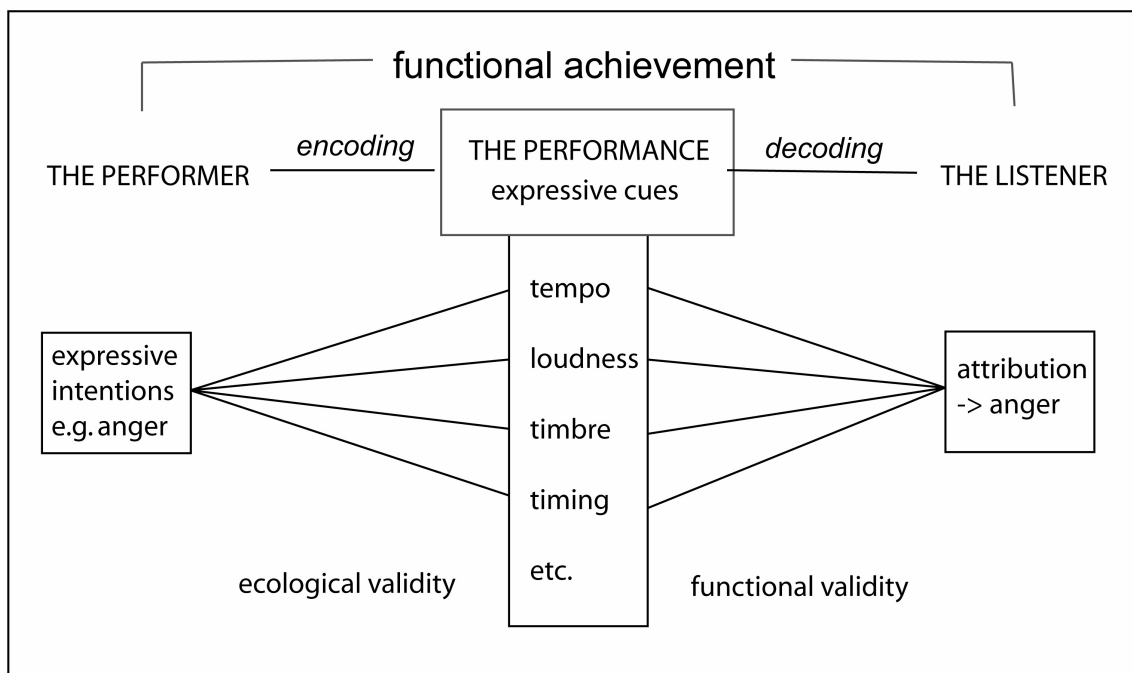 functional achievement
THE PERFORMER
encoding
THE PERFORMANCE
expressive cues
decoding
THE LISTENER
expressive
intentions
e.g. anger
tempo
loudness
timbre
timing
etc.
attribution
-> anger
ecological validity
functional validity